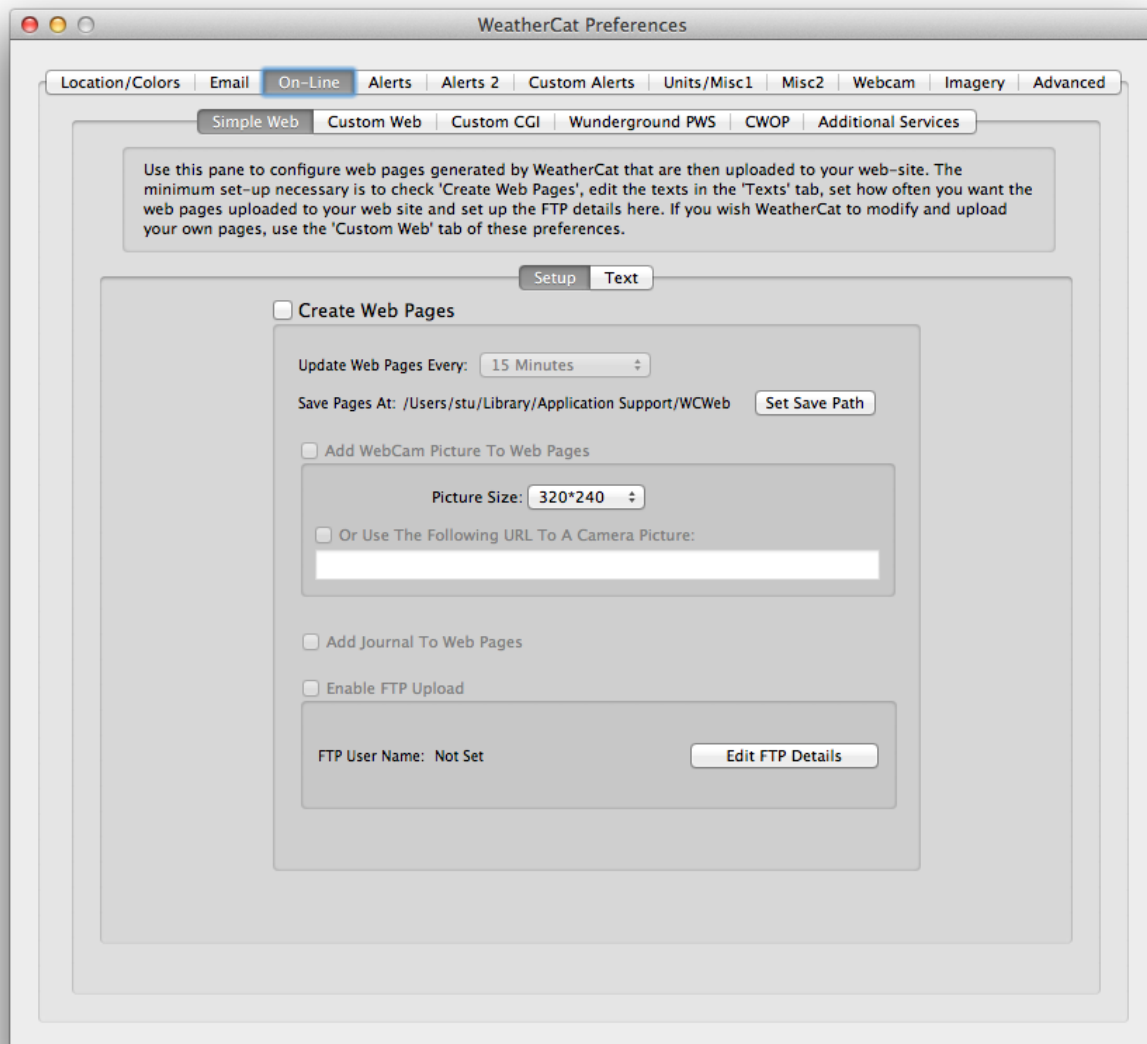 WeatherCat Preferences
Location/Colors Email On-Line Alerts Alerts 2 Custom Alerts Units/Misc1 Misc2 Webcam Imagery Advanced
Simple Web Custom Web Custom CGI Wunderground PWS CWOP Additional Services
Use this pane to configure web pages generated by WeatherCat that are then uploaded to your web-site. The
minimum set-up necessary is to check 'Create Web Pages', edit the texts in the 'Texts' tab, set how often you want the
web pages uploaded to your web site and set up the FTP details here. If you wish WeatherCat to modify and upload
your own pages, use the 'Custom Web' tab of these preferences.
Setup Text
Create Web Pages
Update Web Pages Every: 15 Minutes
Save Pages At: /Users/stu/Library/Application Support/WCWeb Set Save Path
Add WebCam Picture To Web Pages
Picture Size: 320*240
Or Use The Following URL To A Camera Picture:
Add Journal To Web Pages
Enable FTP Upload
FTP User Name: Not Set Edit FTP Details